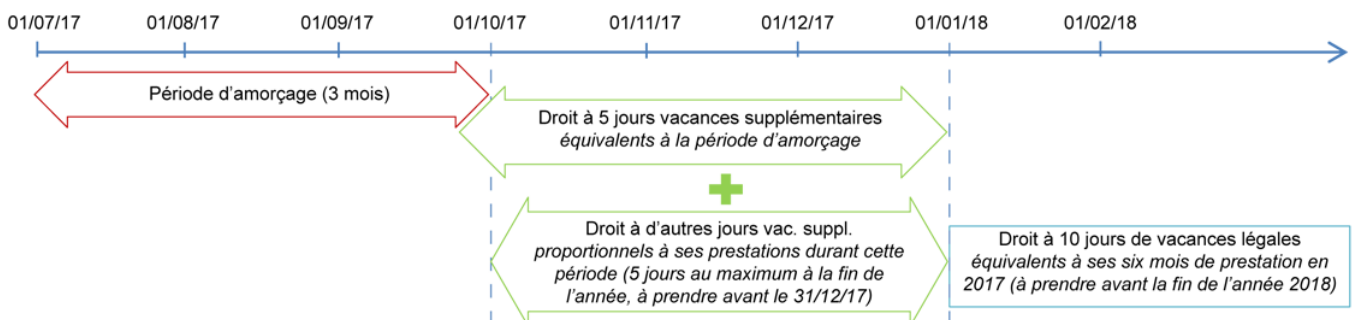 01/07/17 01/08/17 01/09/17 01/10/17 01/11/17 01/12/17 01/01/18 01/02/18
Période d'amorçage (3 mois)
Droit à 5 jours vacances supplémentaires
équivalents à la période d'amorçage
Droit à d'autres jours vac. suppl.
proportionnels à ses prestations durant cette
période (5 jours au maximum à la fin de
l'année, à prendre avant le 31/12/17)
Droit à 10 jours de vacances légales
équivalents à ses six mois de prestation en
2017 (à prendre avant la fin de l'année 2018)